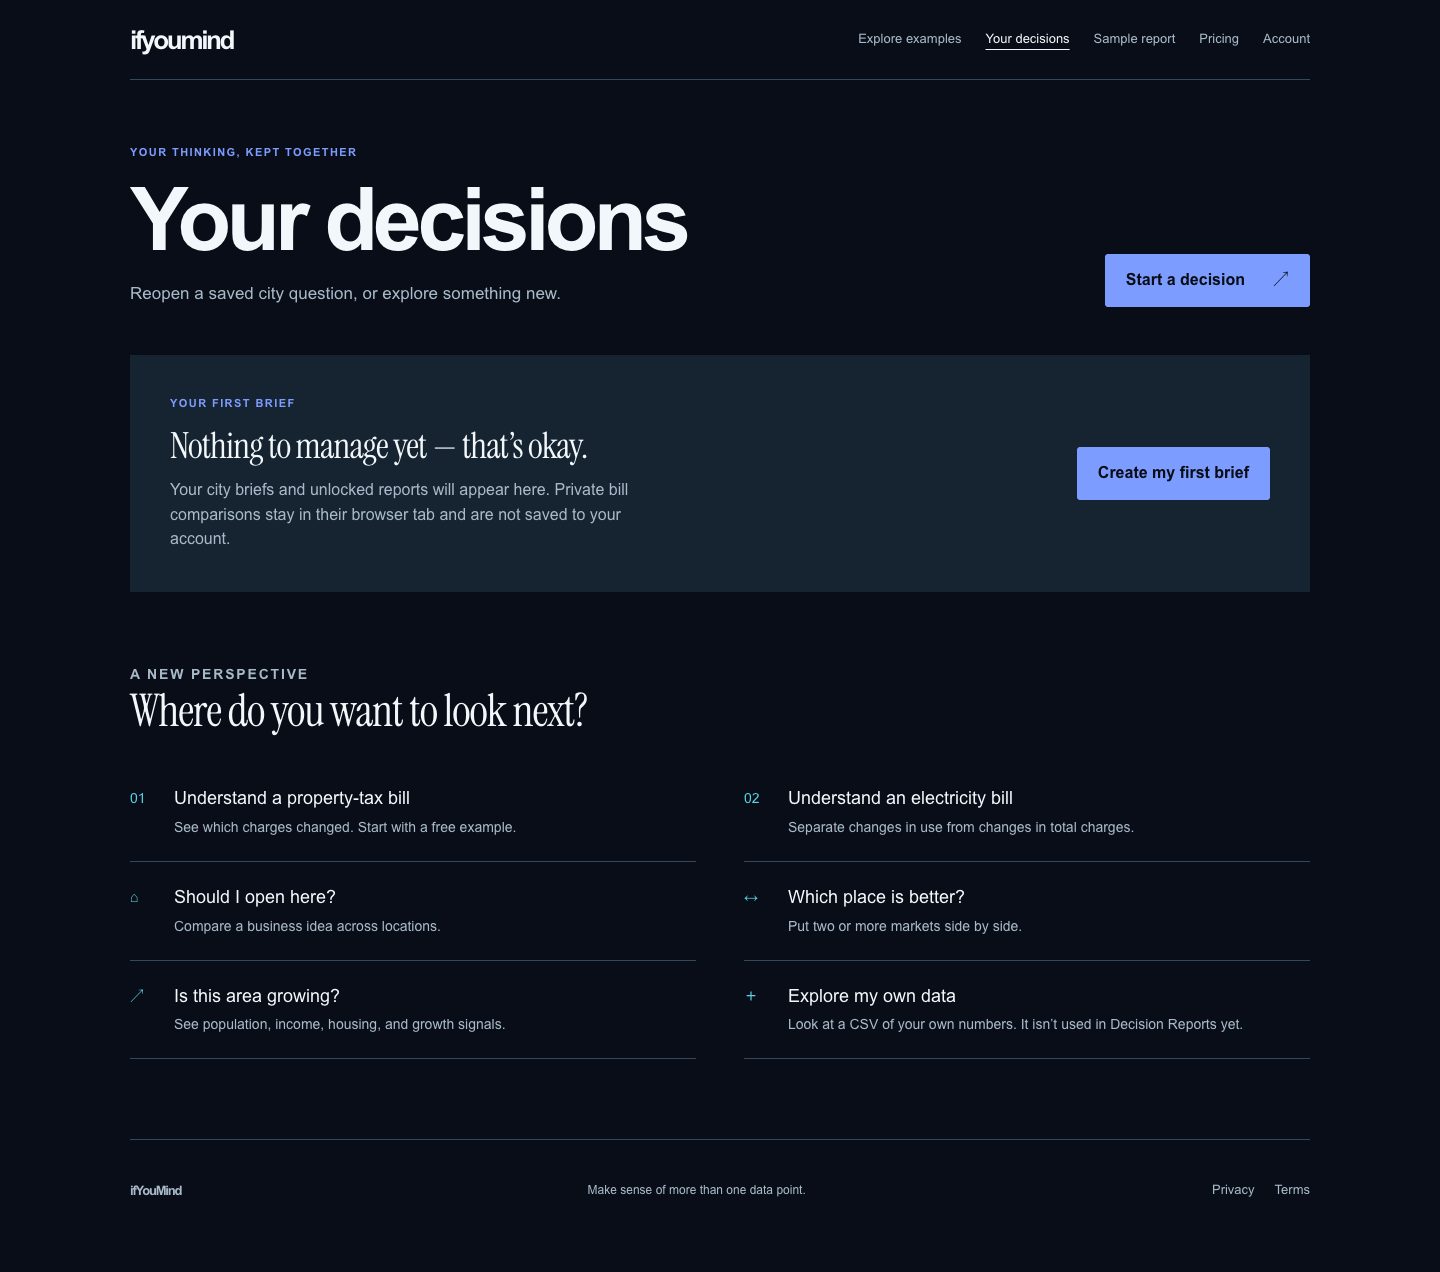 ifyoumind
Explore examples
Your decisions
Sample report
Pricing
Account
YOUR THINKING, KEPT TOGETHER
Your decisions
Reopen a saved city question, or explore something new.
Start a decision ↗
YOUR FIRST BRIEF
Nothing to manage yet — that’s okay.
Your city briefs and unlocked reports will appear here. Private bill
comparisons stay in their browser tab and are not saved to your
account.
Create my first brief
A NEW PERSPECTIVE
Where do you want to look next?
01 Understand a property-tax bill
See which charges changed. Start with a free example.
02 Understand an electricity bill
Separate changes in use from changes in total charges.
⌂ Should I open here?
Compare a business idea across locations.
↔ Which place is better?
Put two or more markets side by side.
↗ Is this area growing?
See population, income, housing, and growth signals.
+ Explore my own data
Look at a CSV of your own numbers. It isn’t used in Decision Reports yet.
ifYouMind
Make sense of more than one data point.
Privacy
Terms